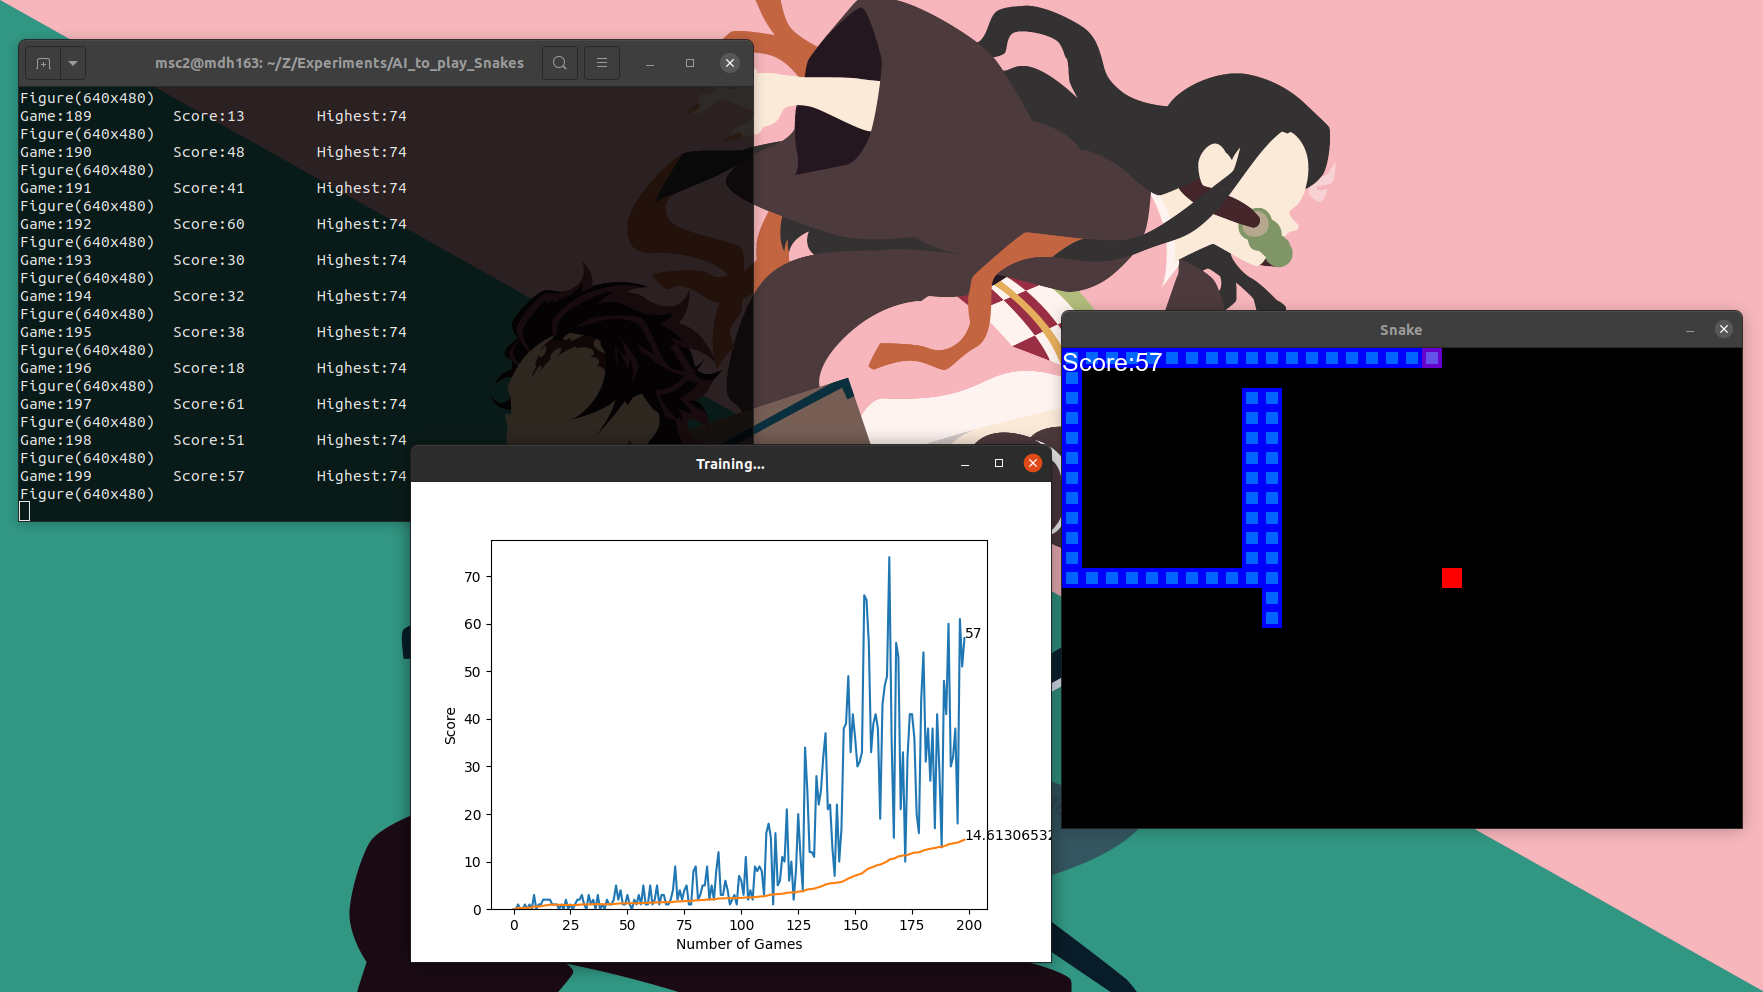 msc2@mdh163: ~/Z/Experiments/AI_to_play_Snakes
Figure(640x480)
Game:189 Score:13 Highest:74
Figure(640x480)
Game:190 Score:48 Highest:74
Figure(640x480)
Game:191 Score:41 Highest:74
Figure(640x480)
Game:192 Score:60 Highest:74
Figure(640x480)
Game:193 Score:30 Highest:74
Figure(640x480)
Game:194 Score:32 Highest:74
Figure(640x480)
Game:195 Score:38 Highest:74
Figure(640x480)
Game:196 Score:18 Highest:74
Figure(640x480)
Game:197 Score:61 Highest:74
Figure(640x480)
Game:198 Score:51 Highest:74
Figure(640x480)
Game:199 Score:57 Highest:74
Figure(640x480)
Snake
Score:57
Training...
70
60
50
40
30
20
10
0
Score
57
14.61306532
0 25 50 75 100 125 150 175 200
Number of Games